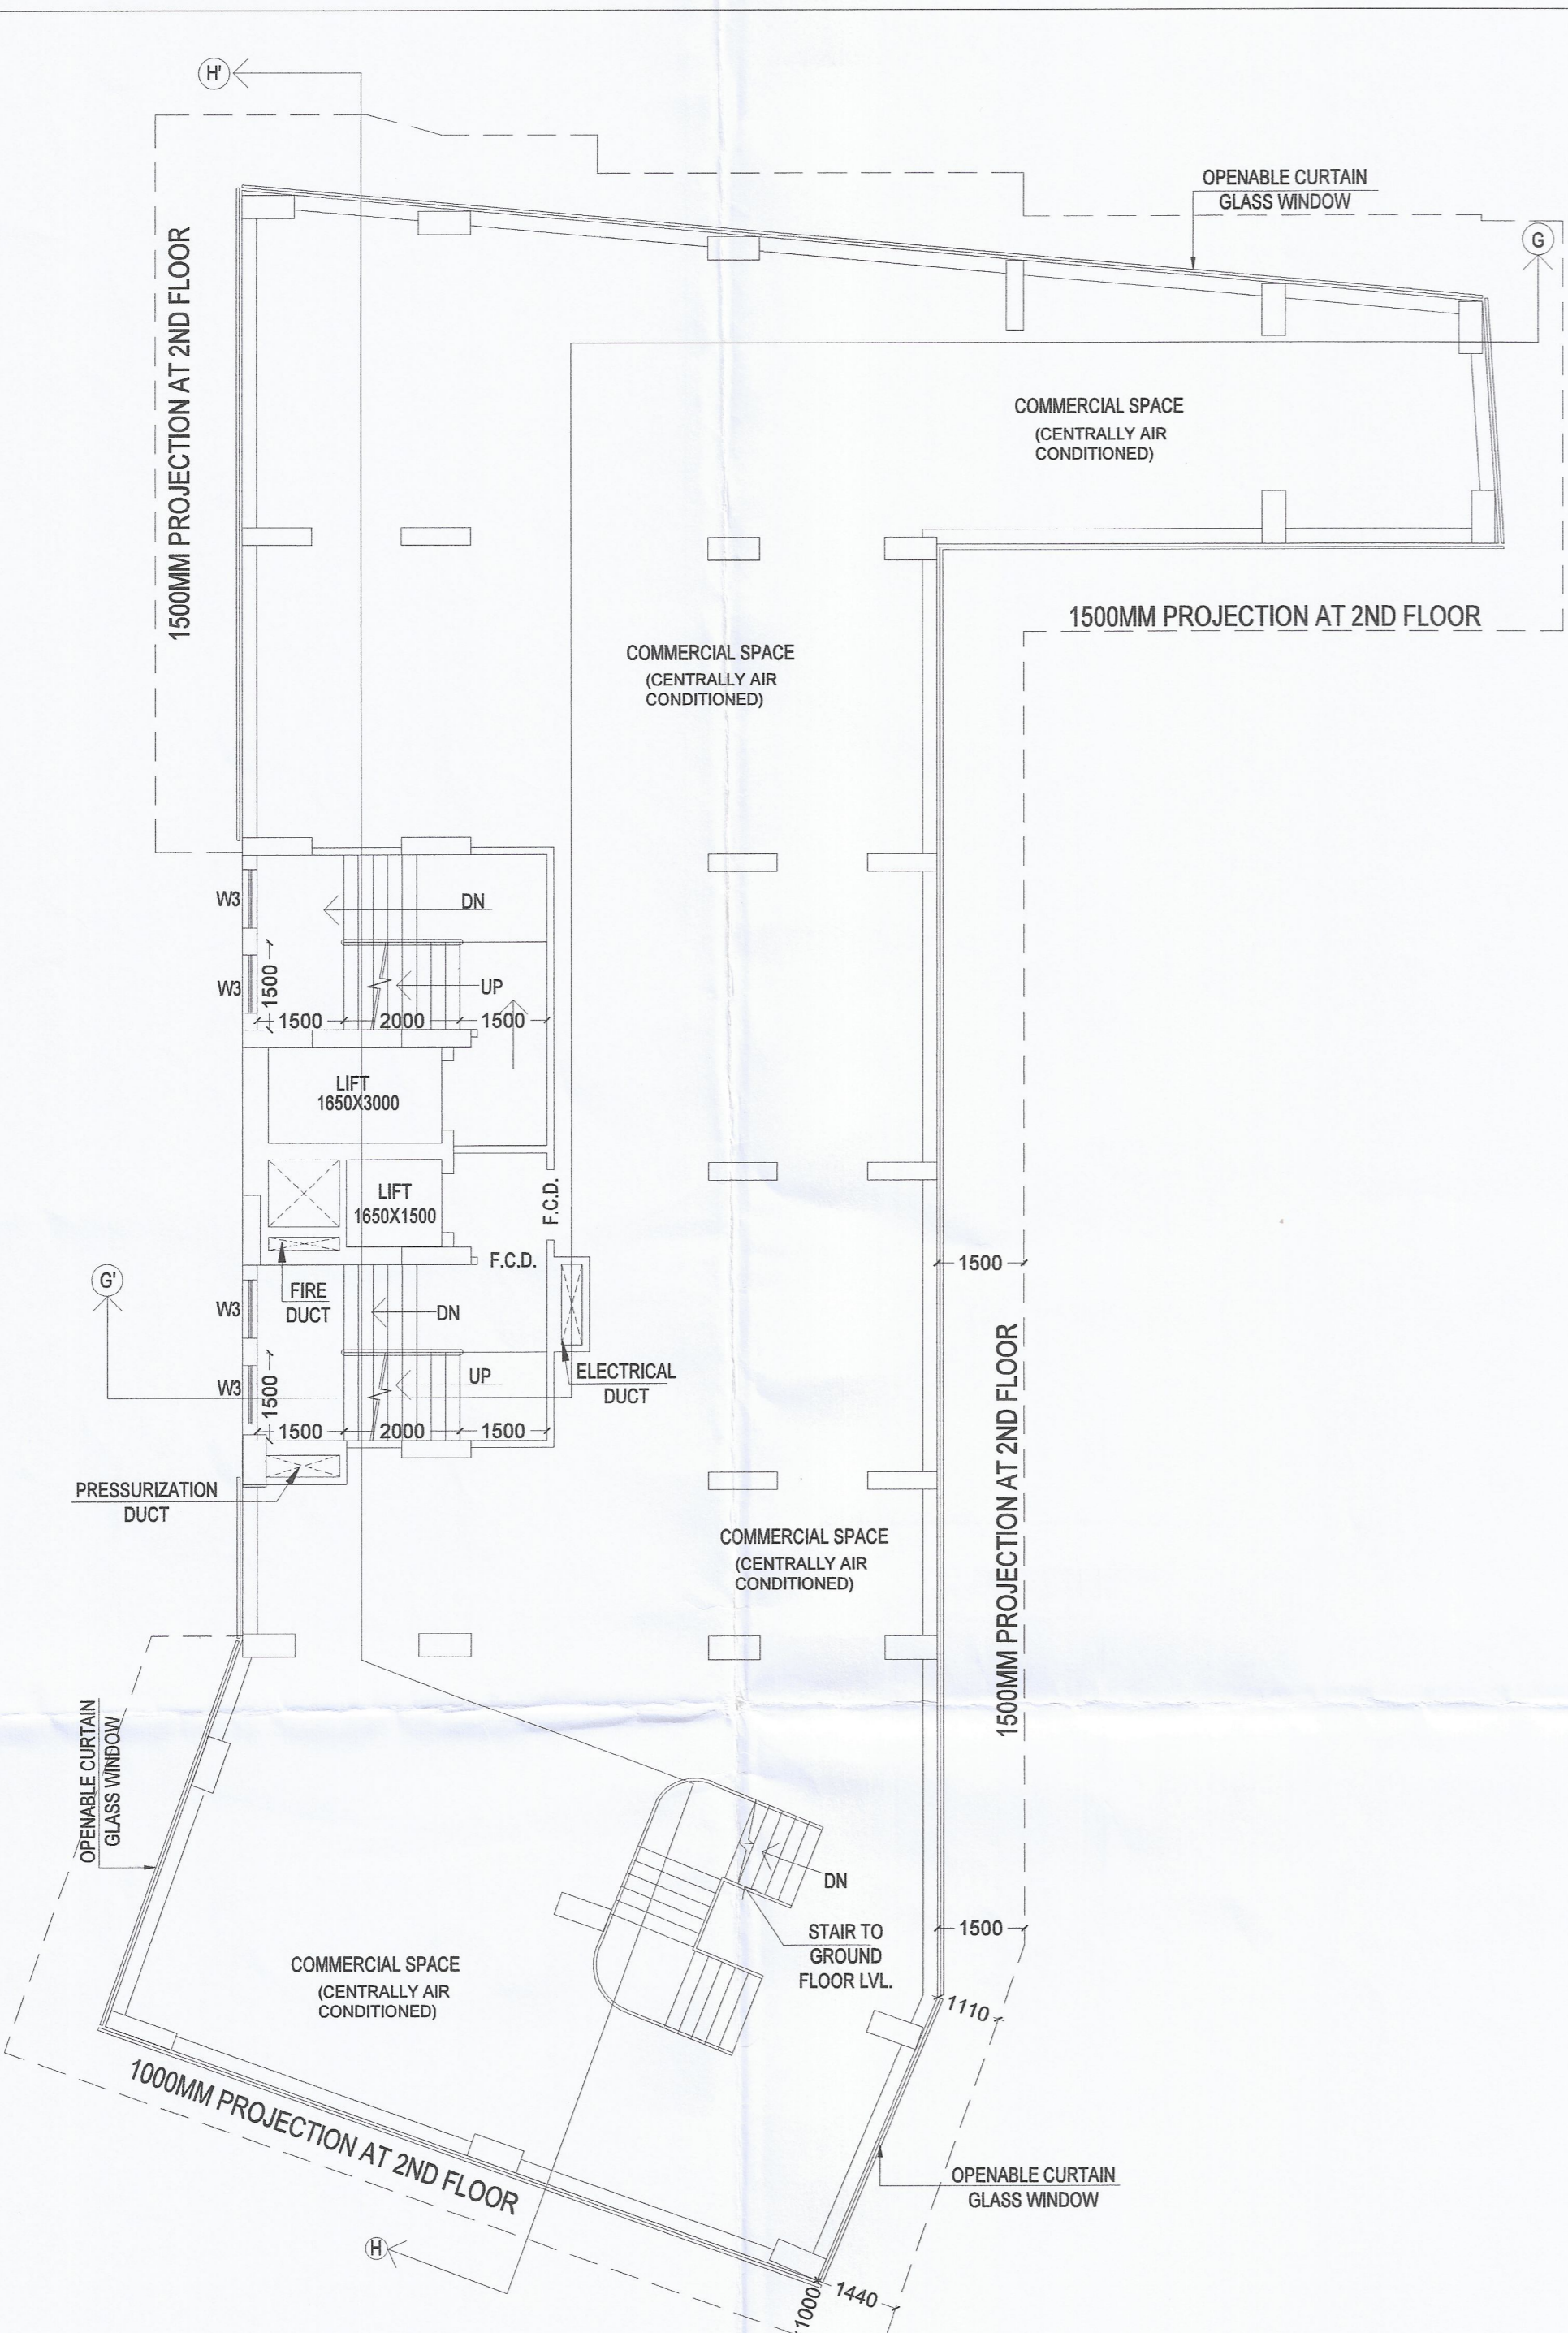 H'
OPENABLE CURTAIN
GLASS WINDOW
G
1500MM PROJECTION AT 2ND FLOOR
COMMERCIAL SPACE
(CENTRALLY AIR
CONDITIONED)
1500MM PROJECTION AT 2ND FLOOR
COMMERCIAL SPACE
(CENTRALLY AIR
CONDITIONED)
W3
DN
W3
1500
UP
1500
2000
1500
LIFT
1650X3000
LIFT
1650X1500
F.C.D.
F.C.D.
1500
G'
FIRE
DUCT
W3
DN
ELECTRICAL
DUCT
W3
1500
UP
1500
2000
1500
PRESSURIZATION
DUCT
1500MM PROJECTION AT 2ND FLOOR
COMMERCIAL SPACE
(CENTRALLY AIR
CONDITIONED)
OPENABLE CURTAIN
GLASS WINDOW
DN
STAIR TO
GROUND
FLOOR LVL.
1500
COMMERCIAL SPACE
(CENTRALLY AIR
CONDITIONED)
1110
1000MM PROJECTION AT 2ND FLOOR
OPENABLE CURTAIN
GLASS WINDOW
H
1440
1000